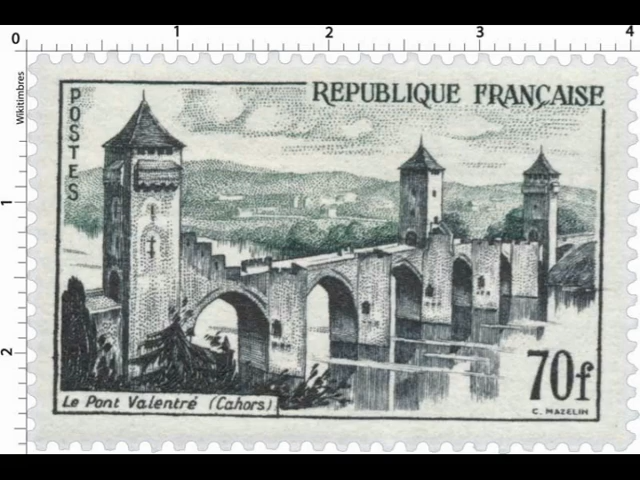 0 1 2 3 4
Wikitimbres
1
2
POSTES
REPUBLIQUE FRANÇAISE
70f
Le Pont Valentré (Cahors)
C. MAZELIN